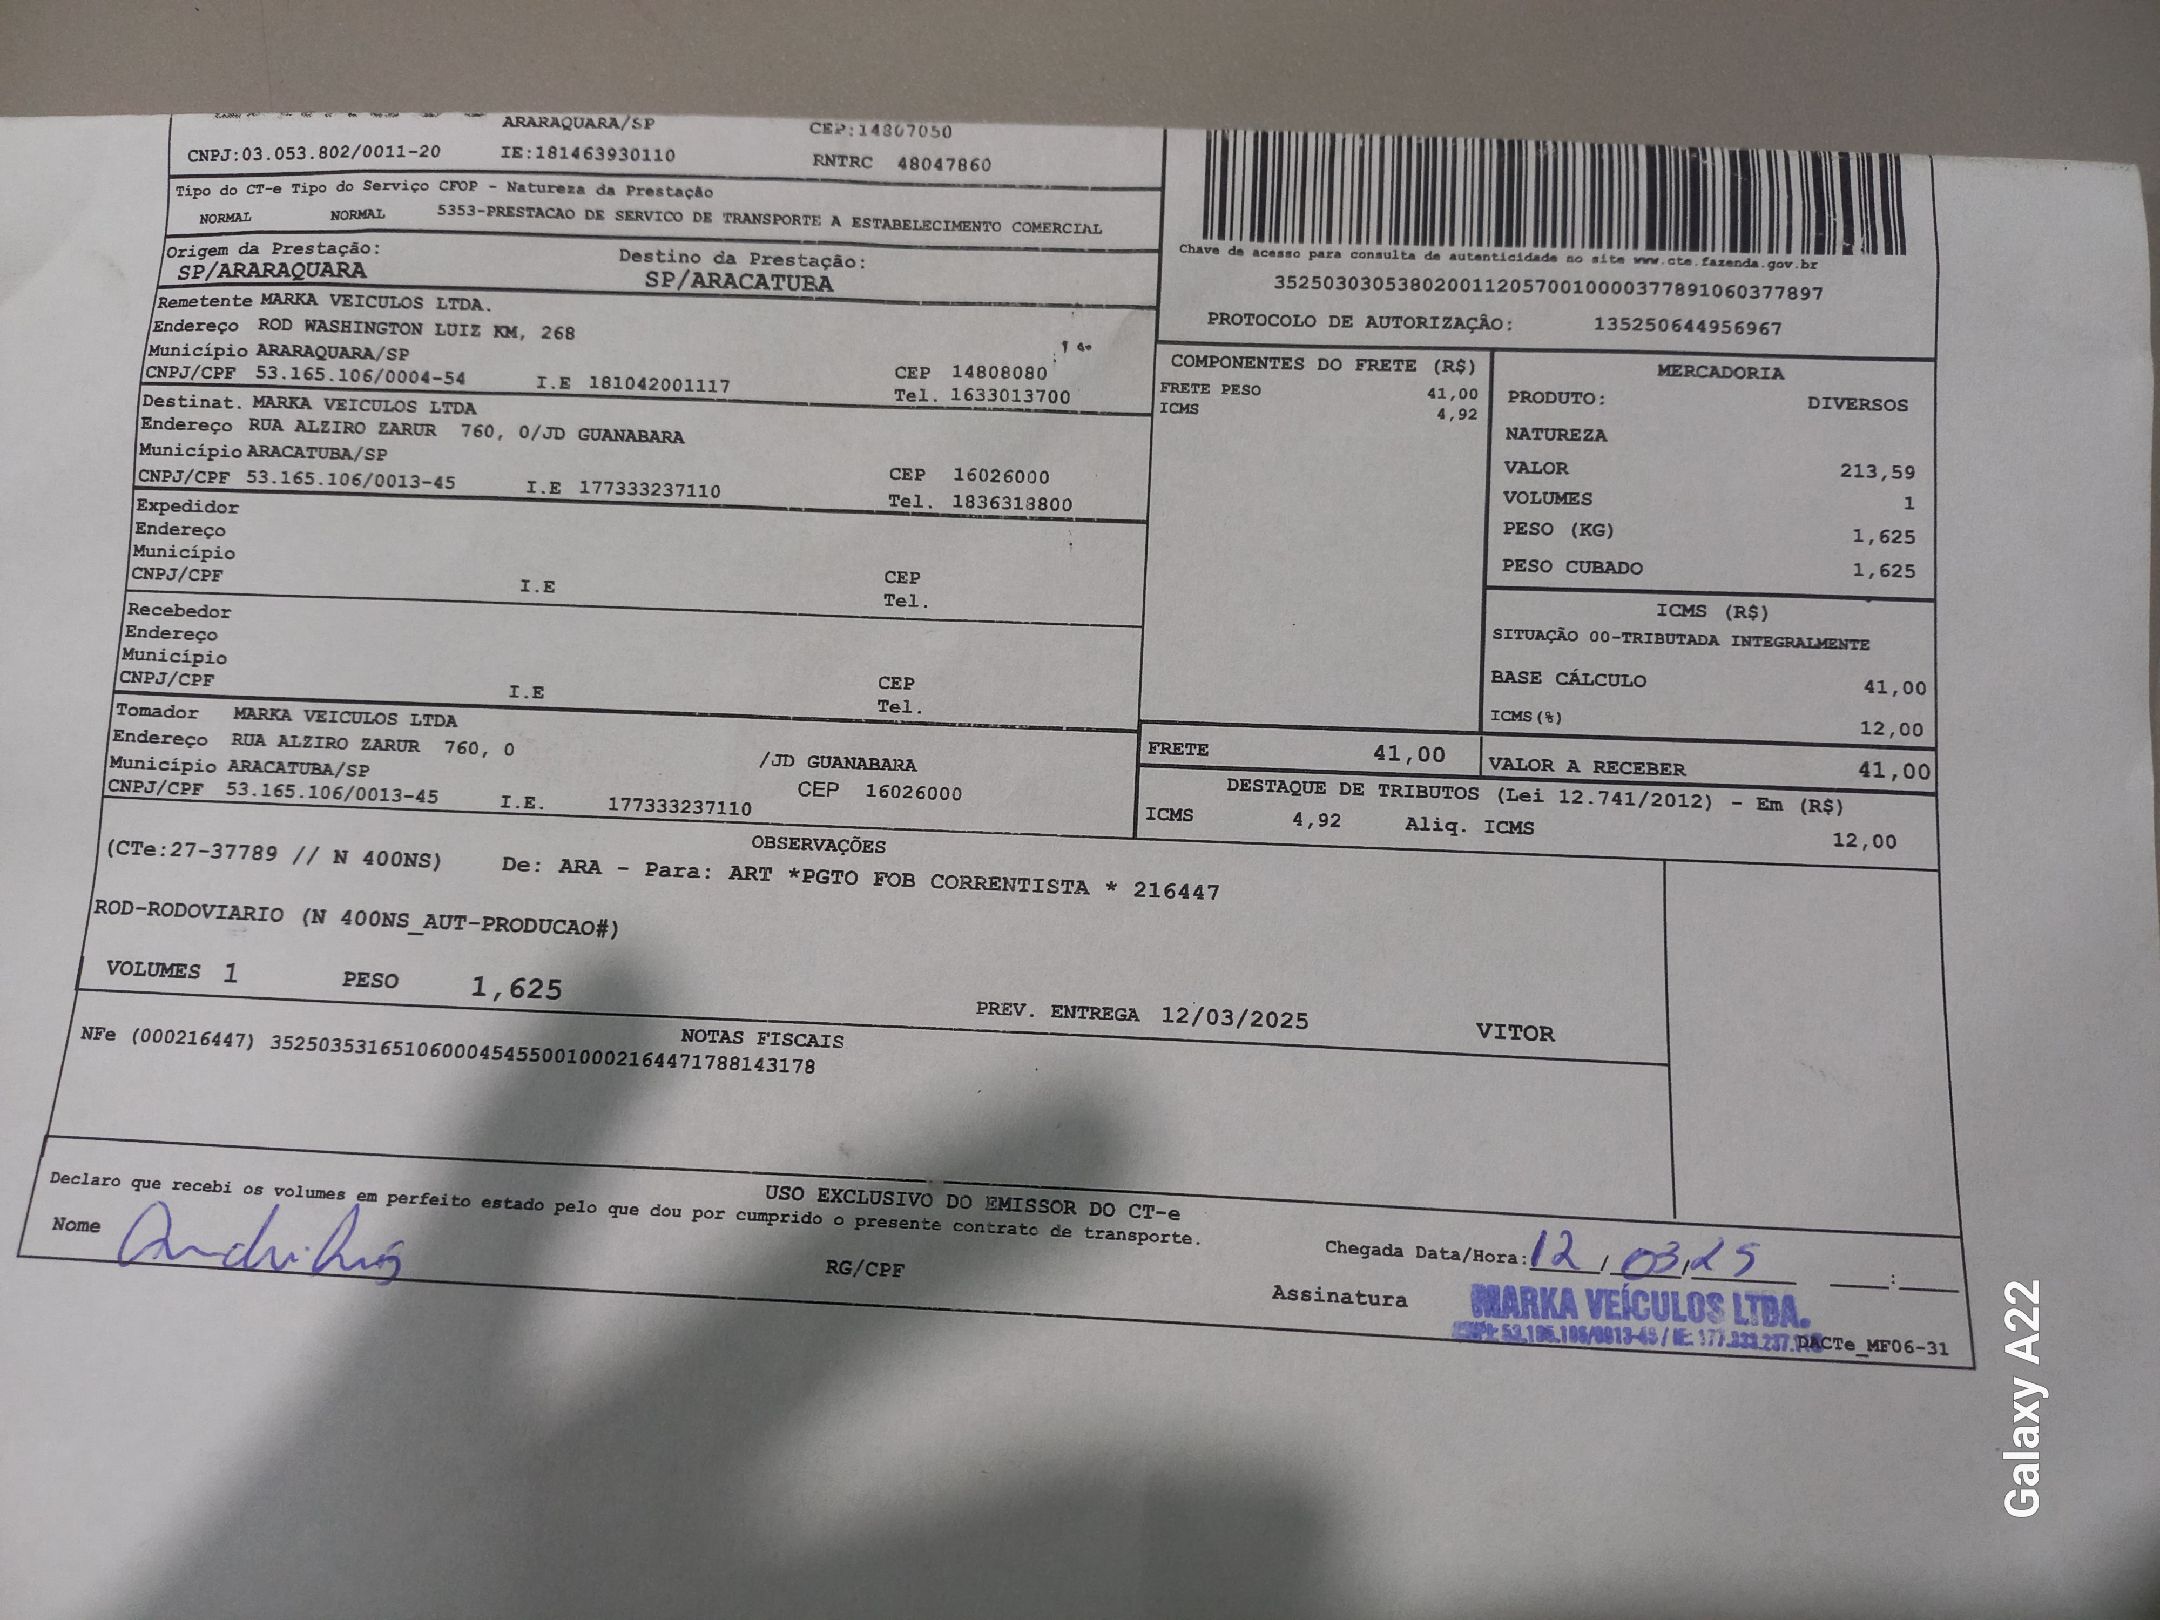 ARARAQUARA/SP CEP:14807050
CNPJ:03.053.802/0011-20 IE:181463930110 RNTRC 48047860
Tipo do CT-e Tipo do Serviço CFOP - Natureza da Prestação
NORMAL NORMAL 5353-PRESTACAO DE SERVICO DE TRANSPORTE A ESTABELECIMENTO COMERCIAL
Origem da Prestação: Destino da Prestação:
SP/ARARAQUARA SP/ARACATUBA
Remetente MARKA VEICULOS LTDA.
Endereço ROD WASHINGTON LUIZ KM, 268
Município ARARAQUARA/SP CEP 14808080
CNPJ/CPF 53.165.106/0004-54 I.E 181042001117 Tel. 1633013700
Destinat. MARKA VEICULOS LTDA
Endereço RUA ALZIRO ZARUR 760, 0/JD GUANABARA
Município ARACATUBA/SP CEP 16026000
CNPJ/CPF 53.165.106/0013-45 I.E 177333237110 Tel. 1836318800
Expedidor
Endereço
Município CEP
CNPJ/CPF I.E Tel.
Recebedor
Endereço
Município CEP
CNPJ/CPF I.E Tel.
Tomador MARKA VEICULOS LTDA
Endereço RUA ALZIRO ZARUR 760, 0 /JD GUANABARA
Município ARACATUBA/SP CEP 16026000
CNPJ/CPF 53.165.106/0013-45 I.E. 177333237110
Chave de acesso para consulta de autenticidade no site www.cte.fazenda.gov.br
35250303053802001120570010000377891060377897
PROTOCOLO DE AUTORIZAÇÃO: 135250644956967
COMPONENTES DO FRETE (R$)
FRETE PESO 41,00
ICMS 4,92
MERCADORIA
PRODUTO: DIVERSOS
NATUREZA
VALOR 213,59
VOLUMES 1
PESO (KG) 1,625
PESO CUBADO 1,625
ICMS (R$)
SITUAÇÃO 00-TRIBUTADA INTEGRALMENTE
BASE CÁLCULO 41,00
ICMS(%) 12,00
FRETE 41,00 VALOR A RECEBER 41,00
DESTAQUE DE TRIBUTOS (Lei 12.741/2012) - Em (R$)
ICMS 4,92 Aliq. ICMS 12,00
OBSERVAÇÕES
(CTe:27-37789 // N 400NS) De: ARA - Para: ART *PGTO FOB CORRENTISTA * 216447
ROD-RODOVIARIO (N 400NS_AUT-PRODUCAO#)
VOLUMES 1 PESO 1,625 PREV. ENTREGA 12/03/2025 VITOR
NOTAS FISCAIS
NFe (000216447) 35250353165106000454550010002164471788143178
USO EXCLUSIVO DO EMISSOR DO CT-e
Declaro que recebi os volumes em perfeito estado pelo que dou por cumprido o presente contrato de transporte.
Nome RG/CPF Chegada Data/Hora: 12 / 03 / 25 :
Assinatura
MARKA VEÍCULOS LTDA.
CNPJ: 53.165.106/0013-45 / IE: 177.333.237.110
DACTe_MF06-31
Galaxy A22